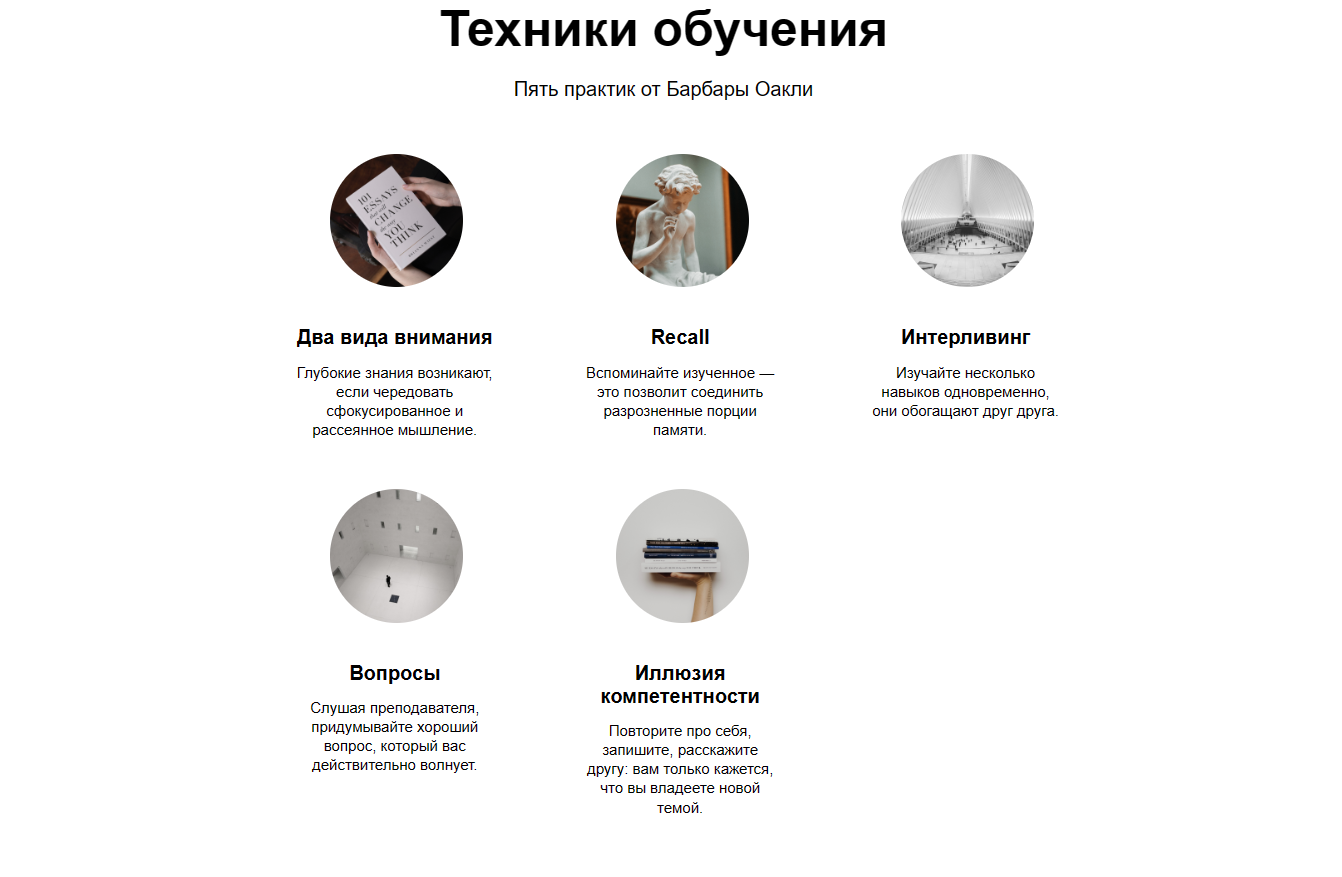 Техники обучения
Пять практик от Барбары Оакли
101
ESSAYS
that will
CHANGE
the way
YOU
THINK
Два вида внимания
Глубокие знания возникают,
если чередовать
сфокусированное и
рассеянное мышление.
Recall
Вспоминайте изученное —
это позволит соединить
разрозненные порции
памяти.
Интерливинг
Изучайте несколько
навыков одновременно,
они обогащают друг друга.
Вопросы
Слушая преподавателя,
придумывайте хороший
вопрос, который вас
действительно волнует.
Иллюзия
компетентности
Повторите про себя,
запишите, расскажите
другу: вам только кажется,
что вы владеете новой
темой.